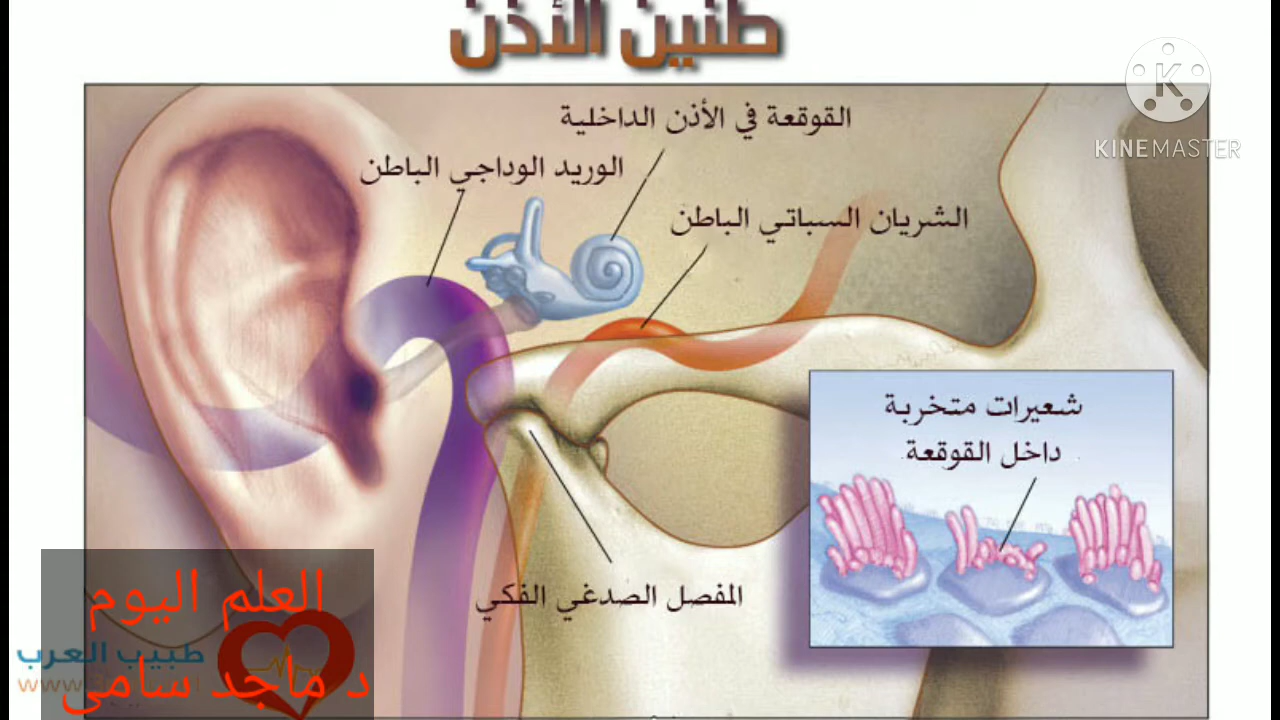 طنين الأذن
KINEMASTER
القوقعة في الأذن الداخلية
الوريد الوداجي الباطن
الشريان السباتي الباطن
شعيرات متخربة
داخل القوقعة
المفصل الصدغي الفكي
العلم اليوم
طبيب العرب
د ماجد سامي